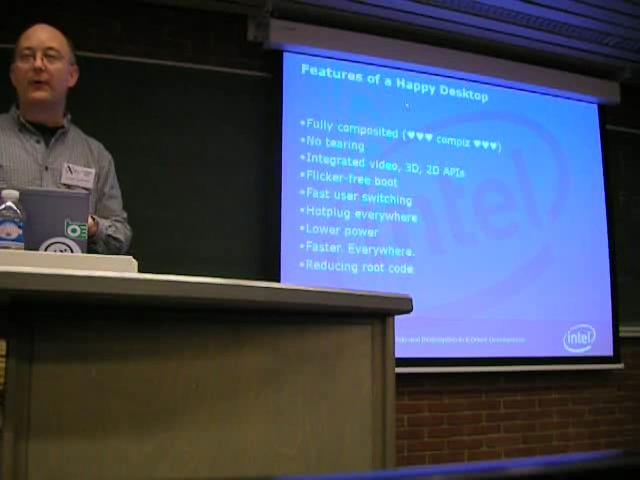 Features of a Happy Desktop
•Fully composited (♥♥♥ compiz ♥♥♥)
•No tearing
•Integrated video, 3D, 2D APIs
•Flicker-free boot
•Fast user switching
•Hotplug everywhere
•Lower power
•Faster. Everywhere.
•Reducing root code
intel
intel